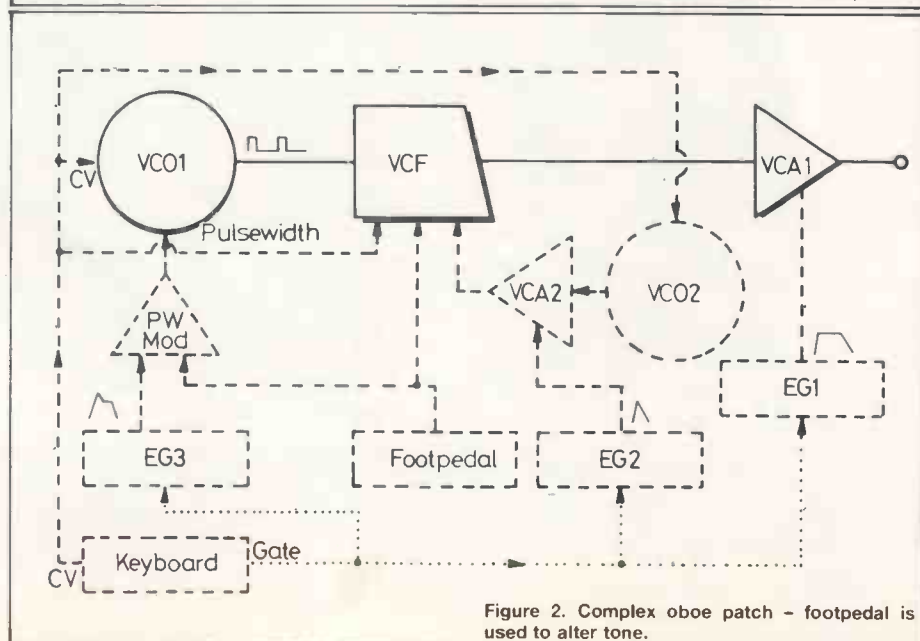 VCO1
VCF
VCA1
CV
Pulsewidth
PW
Mod
VCA2
VCO2
EG1
EG3
Footpedal
EG2
Keyboard
Gate
CV
Figure 2. Complex oboe patch – footpedal is
used to alter tone.